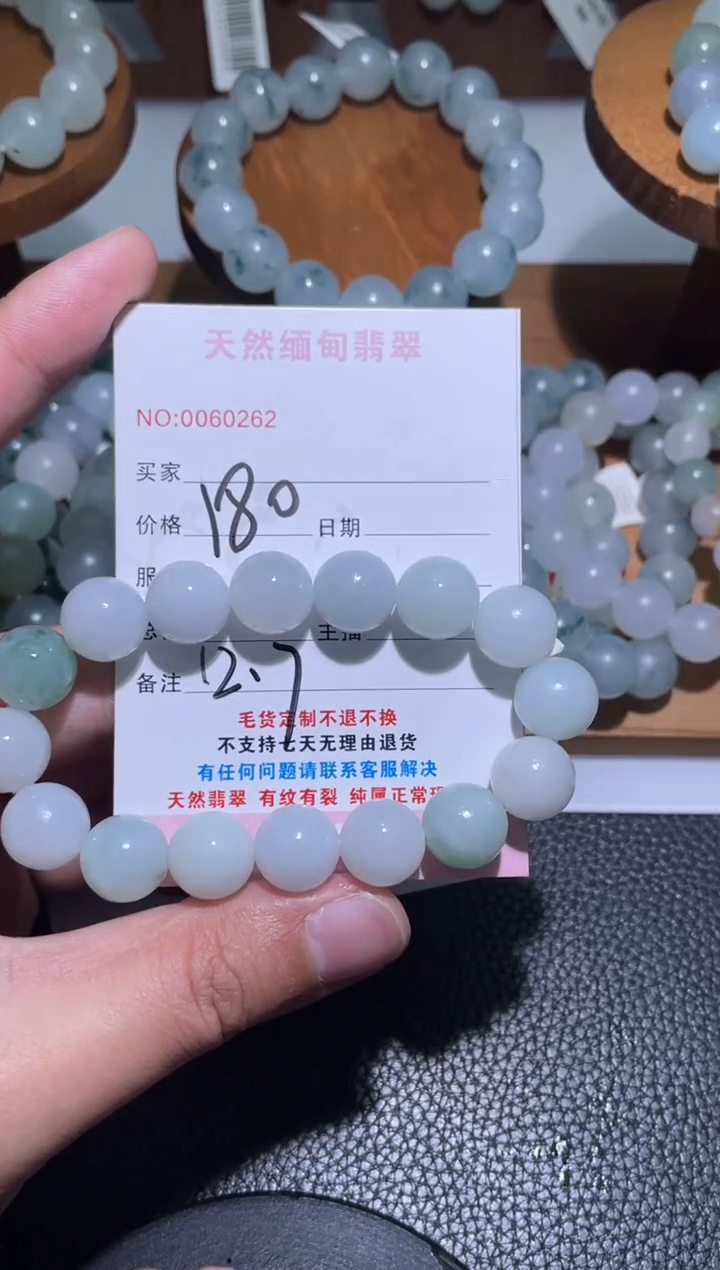 天然缅甸翡翠
NO:0060262
买家
价格 180 日期
服
主播
备注 12.7
毛货定制不退不换
不支持七天无理由退货
有任何问题请联系客服解决
天然翡翠 有纹有裂 纯属正常